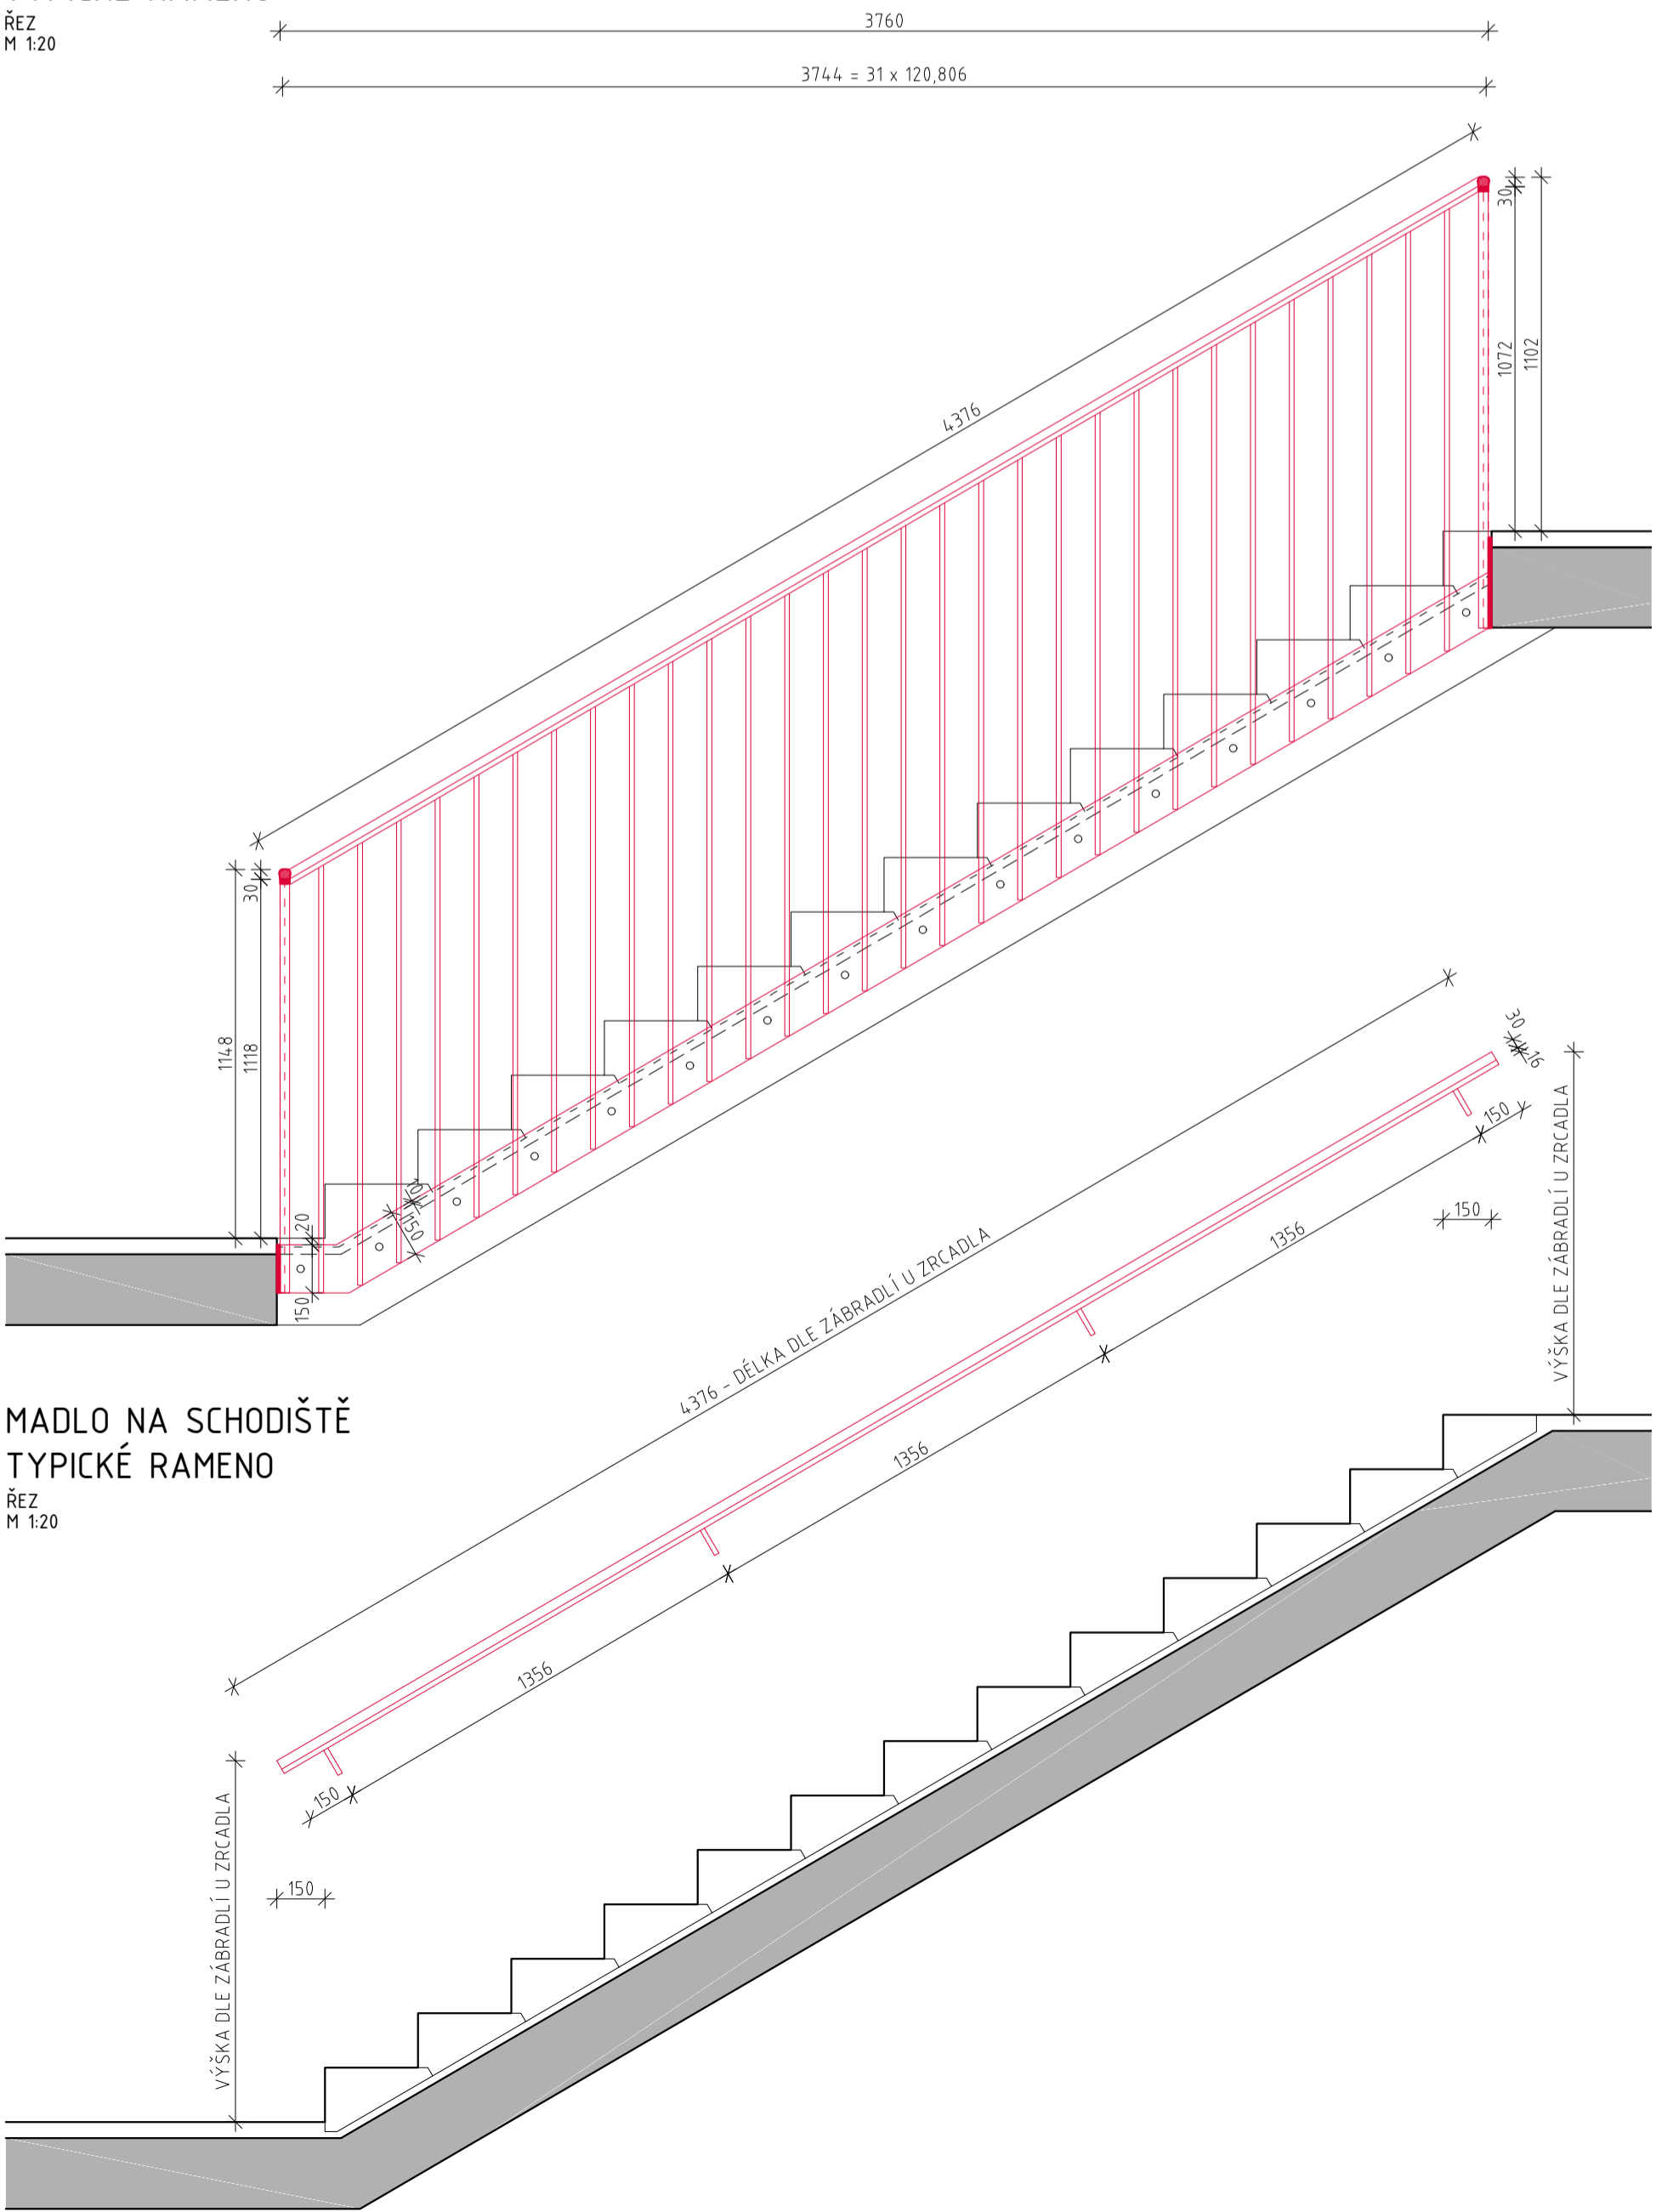 ŘEZ
M 1:20
3760
3744 = 31 x 120,806
4376
30
1072
1102
30
1148
1118
20
150
10
150
MADLO NA SCHODIŠTĚ
TYPICKÉ RAMENO
ŘEZ
M 1:20
4376 - DÉLKA DLE ZÁBRADLÍ U ZRCADLA
30
16
150
150
1356
1356
1356
150
150
VÝŠKA DLE ZÁBRADLÍ U ZRCADLA
VÝŠKA DLE ZÁBRADLÍ U ZRCADLA